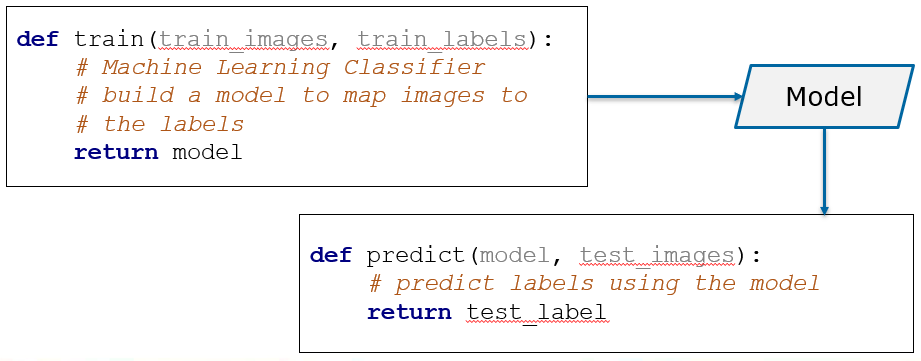 def train(train_images, train_labels):
# Machine Learning Classifier
# build a model to map images to
# the labels
return model
Model
def predict(model, test_images):
# predict labels using the model
return test_label